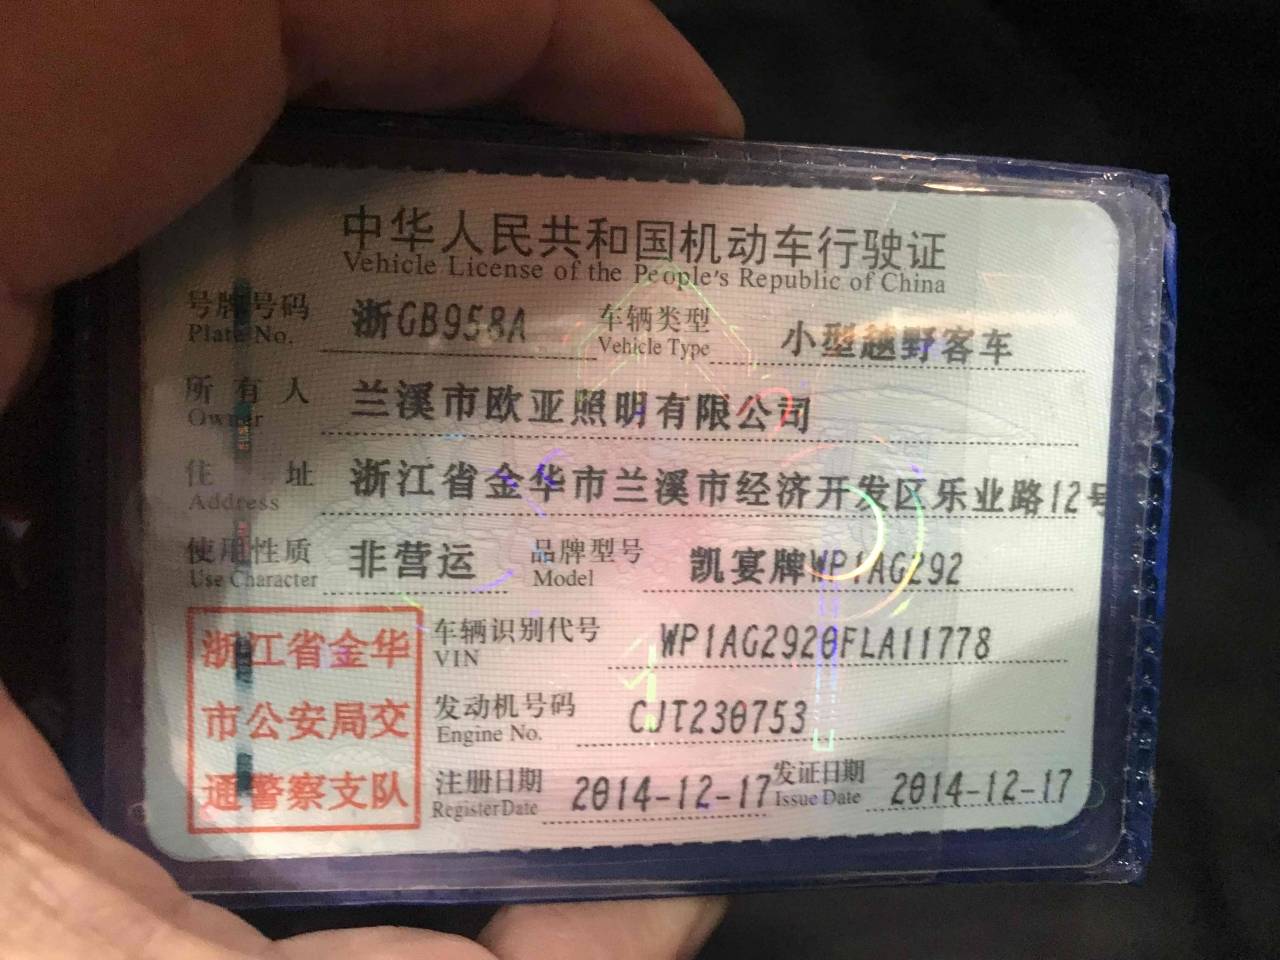 中华人民共和国机动车行驶证
Vehicle License of the People's Republic of China
号牌号码 浙GB958A 车辆类型 小型越野客车
Plate No. Vehicle Type
所有人 兰溪市欧亚照明有限公司
Owner
住址 浙江省金华市兰溪市经济开发区乐业路12号
Address
使用性质 非营运 品牌型号 凯宴牌WP1AG292
Use Character Model
浙江省金华
市公安局交
通警察支队
车辆识别代号 WP1AG2920FLA11778
VIN
发动机号码 CJT230753
Engine No.
注册日期 2014-12-17 发证日期 2014-12-17
Register Date Issue Date